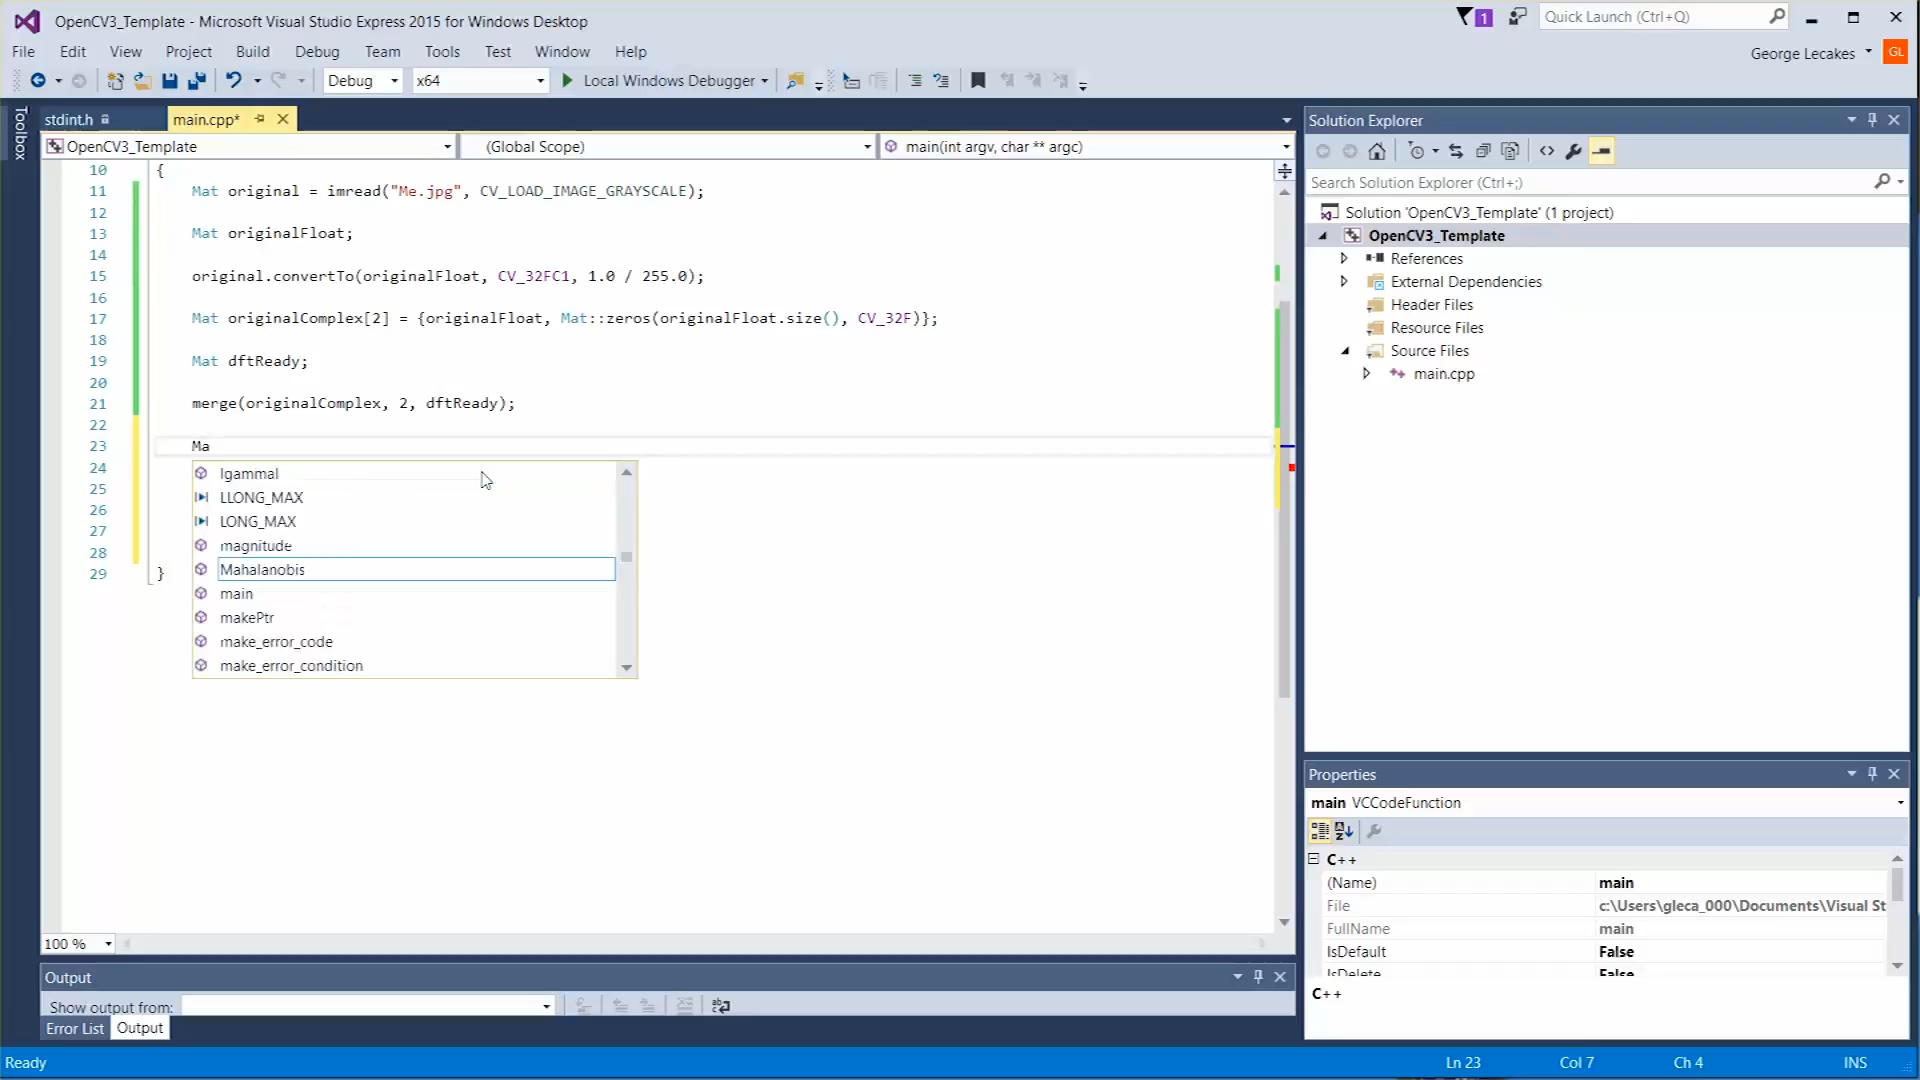 OpenCV3_Template - Microsoft Visual Studio Express 2015 for Windows Desktop
1
Quick Launch (Ctrl+Q)
File Edit View Project Build Debug Team Tools Test Window Help
George Lecakes
GL
Debug x64 Local Windows Debugger
Toolbox
stdint.h
main.cpp*
OpenCV3_Template
(Global Scope)
main(int argv, char ** argc)
10 {
11 Mat original = imread("Me.jpg", CV_LOAD_IMAGE_GRAYSCALE);
12
13 Mat originalFloat;
14
15 original.convertTo(originalFloat, CV_32FC1, 1.0 / 255.0);
16
17 Mat originalComplex[2] = {originalFloat, Mat::zeros(originalFloat.size(), CV_32F)};
18
19 Mat dftReady;
20
21 merge(originalComplex, 2, dftReady);
22
23 Ma
24
25
26
27
28
29 }
lgammal
LLONG_MAX
LONG_MAX
magnitude
Mahalanobis
main
makePtr
make_error_code
make_error_condition
100 %
Output
Show output from:
Error List Output
Solution Explorer
Search Solution Explorer (Ctrl+;)
Solution 'OpenCV3_Template' (1 project)
OpenCV3_Template
References
External Dependencies
Header Files
Resource Files
Source Files
main.cpp
Properties
main VCCodeFunction
C++
(Name) main
File c:\Users\gleca_000\Documents\Visual St
FullName main
IsDefault False
IsDelete False
C++
Ready
Ln 23 Col 7 Ch 4 INS